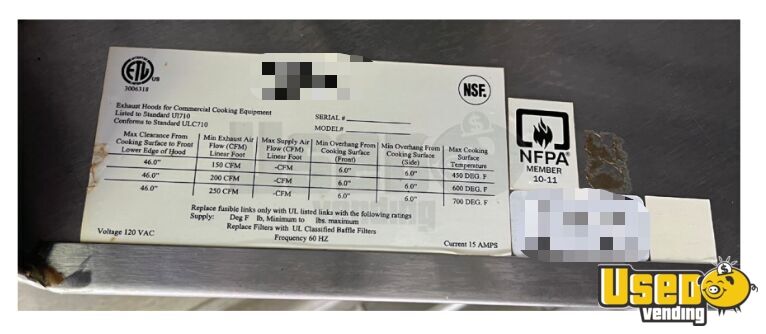 ETL US
3006318
NSF.
Exhaust Hoods for Commercial Cooking Equipment
Listed to Standard Ul710
Conforms to Standard ULC710
SERIAL #
MODEL#
Max Clearance From Cooking Surface to Front Lower Edge of Hood
Min Exhaust Air Flow (CFM) Linear Foot
Max Supply Air Flow (CFM) Linear Foot
Min Overhang From Cooking Surface (Front)
Min Overhang From Cooking Surface (Side)
Max Cooking Surface Temperature
46.0" 150 CFM -CFM 6.0" 6.0" 450 DEG. F
46.0" 200 CFM -CFM 6.0" 6.0" 600 DEG. F
46.0" 250 CFM -CFM 6.0" 6.0" 700 DEG. F
Replace fusible links only with UL listed links with the following ratings
Supply: Deg F lb, Minimum to lbs. maximum
Replace Filters with UL Classified Baffle Filters
Voltage 120 VAC
Frequency 60 HZ
Current 15 AMPS
NFPA
MEMBER
10-11
USED
vending